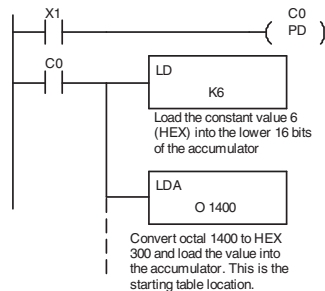 X1
C0
PD
C0
LD
K6
Load the constant value 6
(HEX) into the lower 16 bits
of the accumulator
LDA
O 1400
Convert octal 1400 to HEX
300 and load the value into
the accumulator. This is the
starting table location.